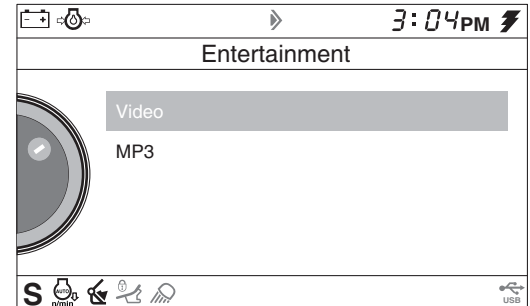 3:04PM
Entertainment
Video
MP3
S AUTO n/min USB